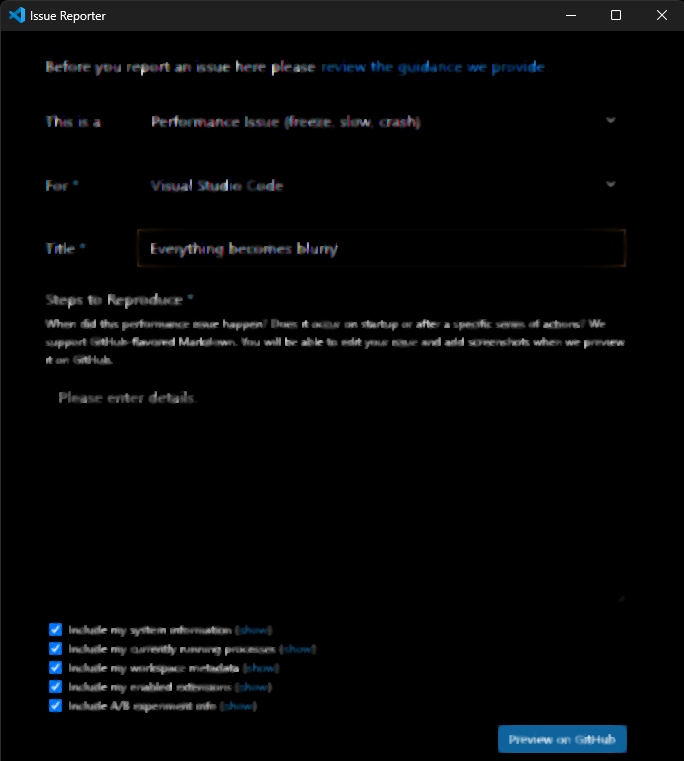 Issue Reporter
Before you report an issue here please review the guidance we provide
This is a Performance Issue (freeze, slow, crash)
For * Visual Studio Code
Title * Everything becomes blurry
Steps to Reproduce *
When did this performance issue happen? Does it occur on startup or after a specific series of actions? We
support GitHub-flavored Markdown. You will be able to edit your issue and add screenshots when we preview
it on GitHub.
Please enter details.
Include my system information (show)
Include my currently running processes (show)
Include my workspace metadata (show)
Include my enabled extensions (show)
Include A/B experiment info (show)
Preview on GitHub